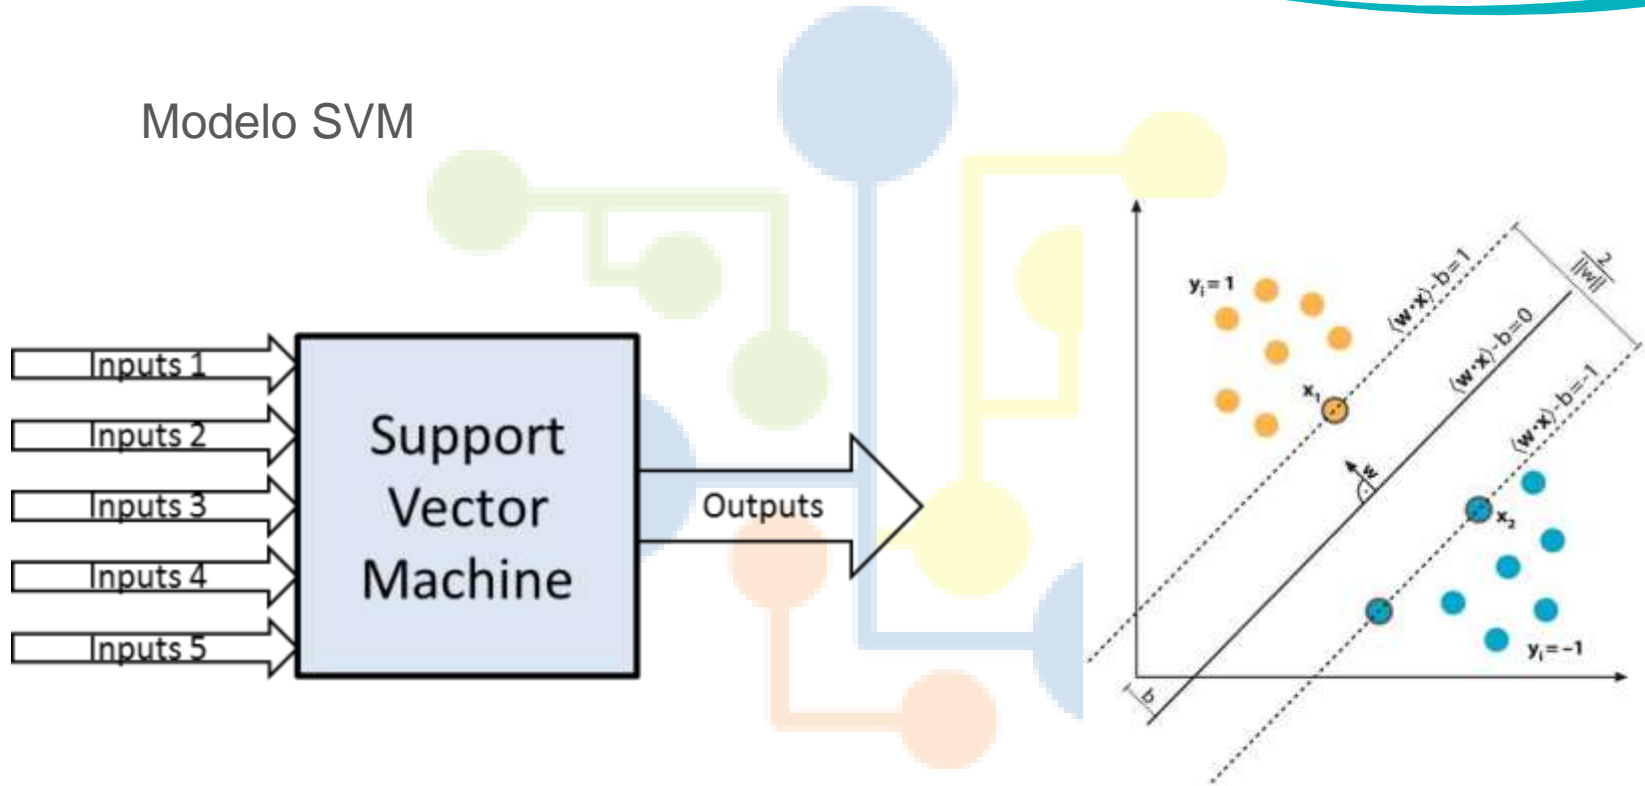 Modelo SVM
Inputs 1
Inputs 2
Inputs 3
Inputs 4
Inputs 5
Support
Vector
Machine
Outputs
yᵢ = 1
⟨w·x⟩-b=1
2
||w||
⟨w·x⟩-b=0
x₁
⟨w·x⟩-b=-1
w
x₂
yᵢ = -1
b